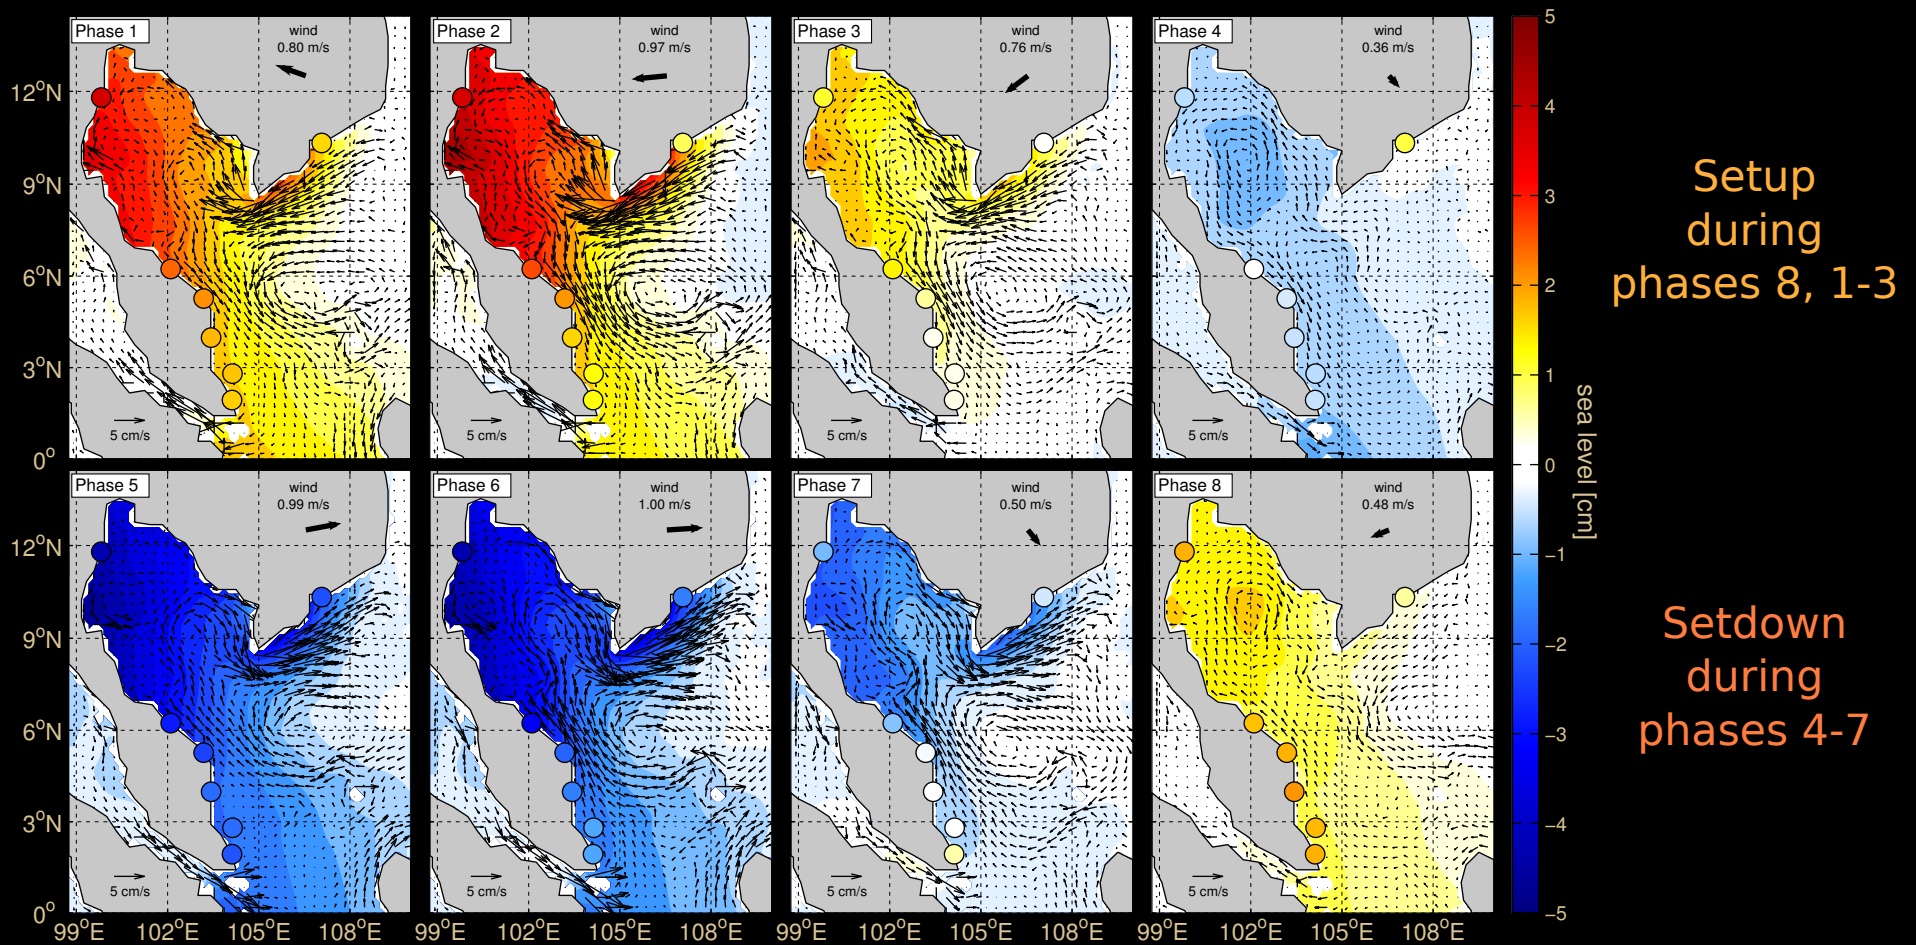 Phase 1
wind
0.80 m/s
5 cm/s
Phase 2
wind
0.97 m/s
5 cm/s
Phase 3
wind
0.76 m/s
5 cm/s
Phase 4
wind
0.36 m/s
5 cm/s
12°N
9°N
6°N
3°N
0°
Phase 5
wind
0.99 m/s
5 cm/s
Phase 6
wind
1.00 m/s
5 cm/s
Phase 7
wind
0.50 m/s
5 cm/s
Phase 8
wind
0.48 m/s
5 cm/s
12°N
9°N
6°N
3°N
0°
99°E 102°E 105°E 108°E
99°E 102°E 105°E 108°E
99°E 102°E 105°E 108°E
99°E 102°E 105°E 108°E
5
4
3
2
1
0
−1
−2
−3
−4
−5
sea level [cm]
Setup
during
phases 8, 1-3
Setdown
during
phases 4-7